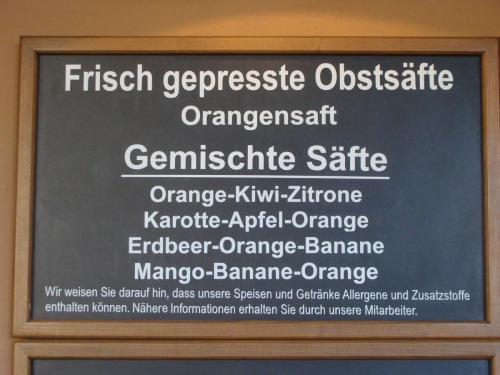 Frisch gepresste Obstsäfte
Orangensaft
Gemischte Säfte
Orange-Kiwi-Zitrone
Karotte-Apfel-Orange
Erdbeer-Orange-Banane
Mango-Banane-Orange
Wir weisen Sie darauf hin, dass unsere Speisen und Getränke Allergene und Zusatzstoffe
enthalten können. Nähere Informationen erhalten Sie durch unsere Mitarbeiter.